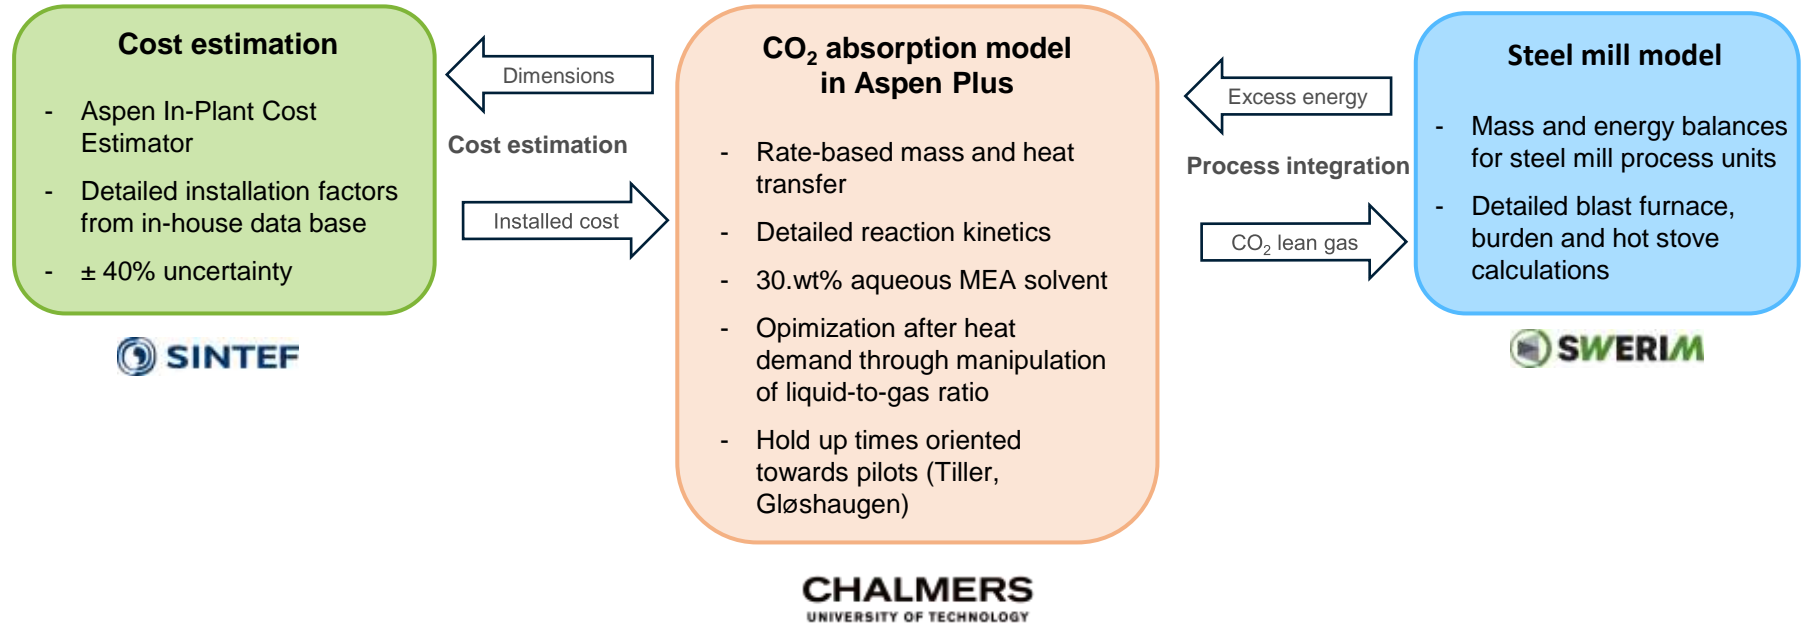 Cost estimation
- Aspen In-Plant Cost
Estimator
- Detailed installation factors
from in-house data base
- ± 40% uncertainty
SINTEF
Dimensions
Cost estimation
Installed cost
CO₂ absorption model
in Aspen Plus
- Rate-based mass and heat
transfer
- Detailed reaction kinetics
- 30.wt% aqueous MEA solvent
- Opimization after heat
demand through manipulation
of liquid-to-gas ratio
- Hold up times oriented
towards pilots (Tiller,
Gløshaugen)
CHALMERS
UNIVERSITY OF TECHNOLOGY
Excess energy
Process integration
CO₂ lean gas
Steel mill model
- Mass and energy balances
for steel mill process units
- Detailed blast furnace,
burden and hot stove
calculations
SWERIM